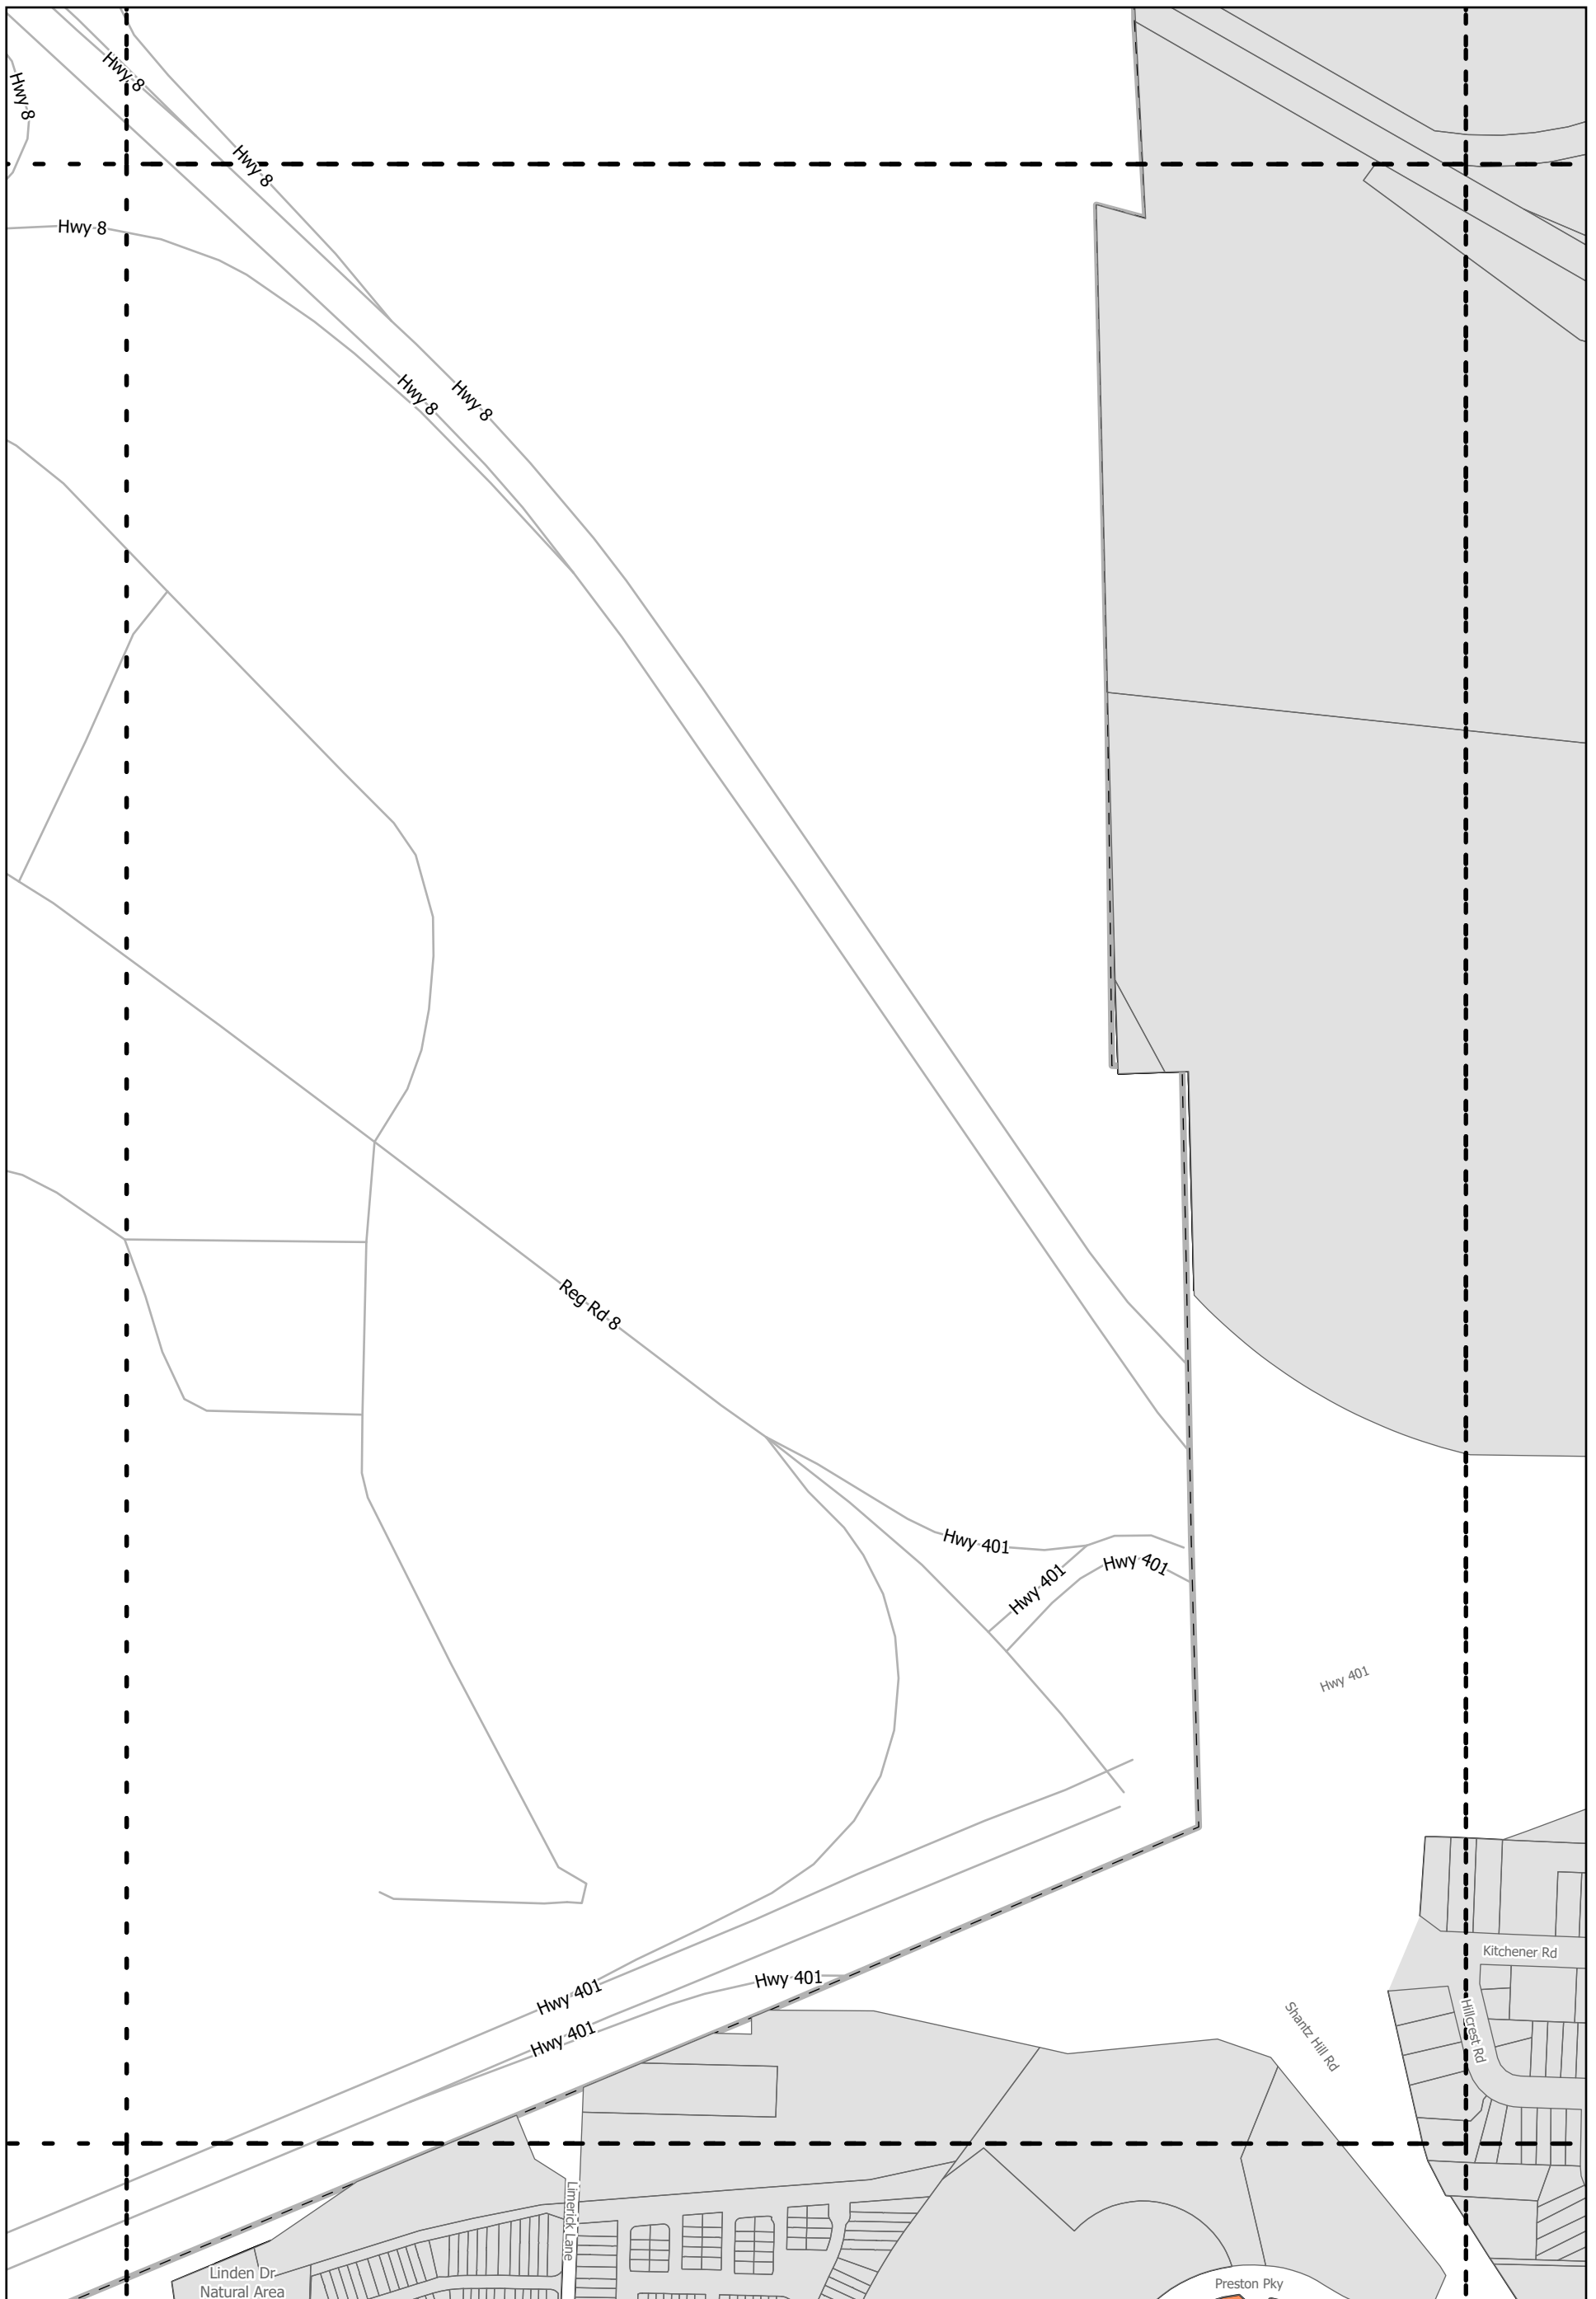 Hwy 8
Hwy 8
Hwy 8
Hwy 8
Hwy 8
Hwy 8
Reg Rd 8
Hwy 401
Hwy 401
Hwy 401
Hwy 401
Kitchener Rd
Hwy 401
Hwy 401
Hillcrest Rd
Shantz Hill Rd
Hwy 401
Limerick Lane
Linden Dr
Natural Area
Preston Pky